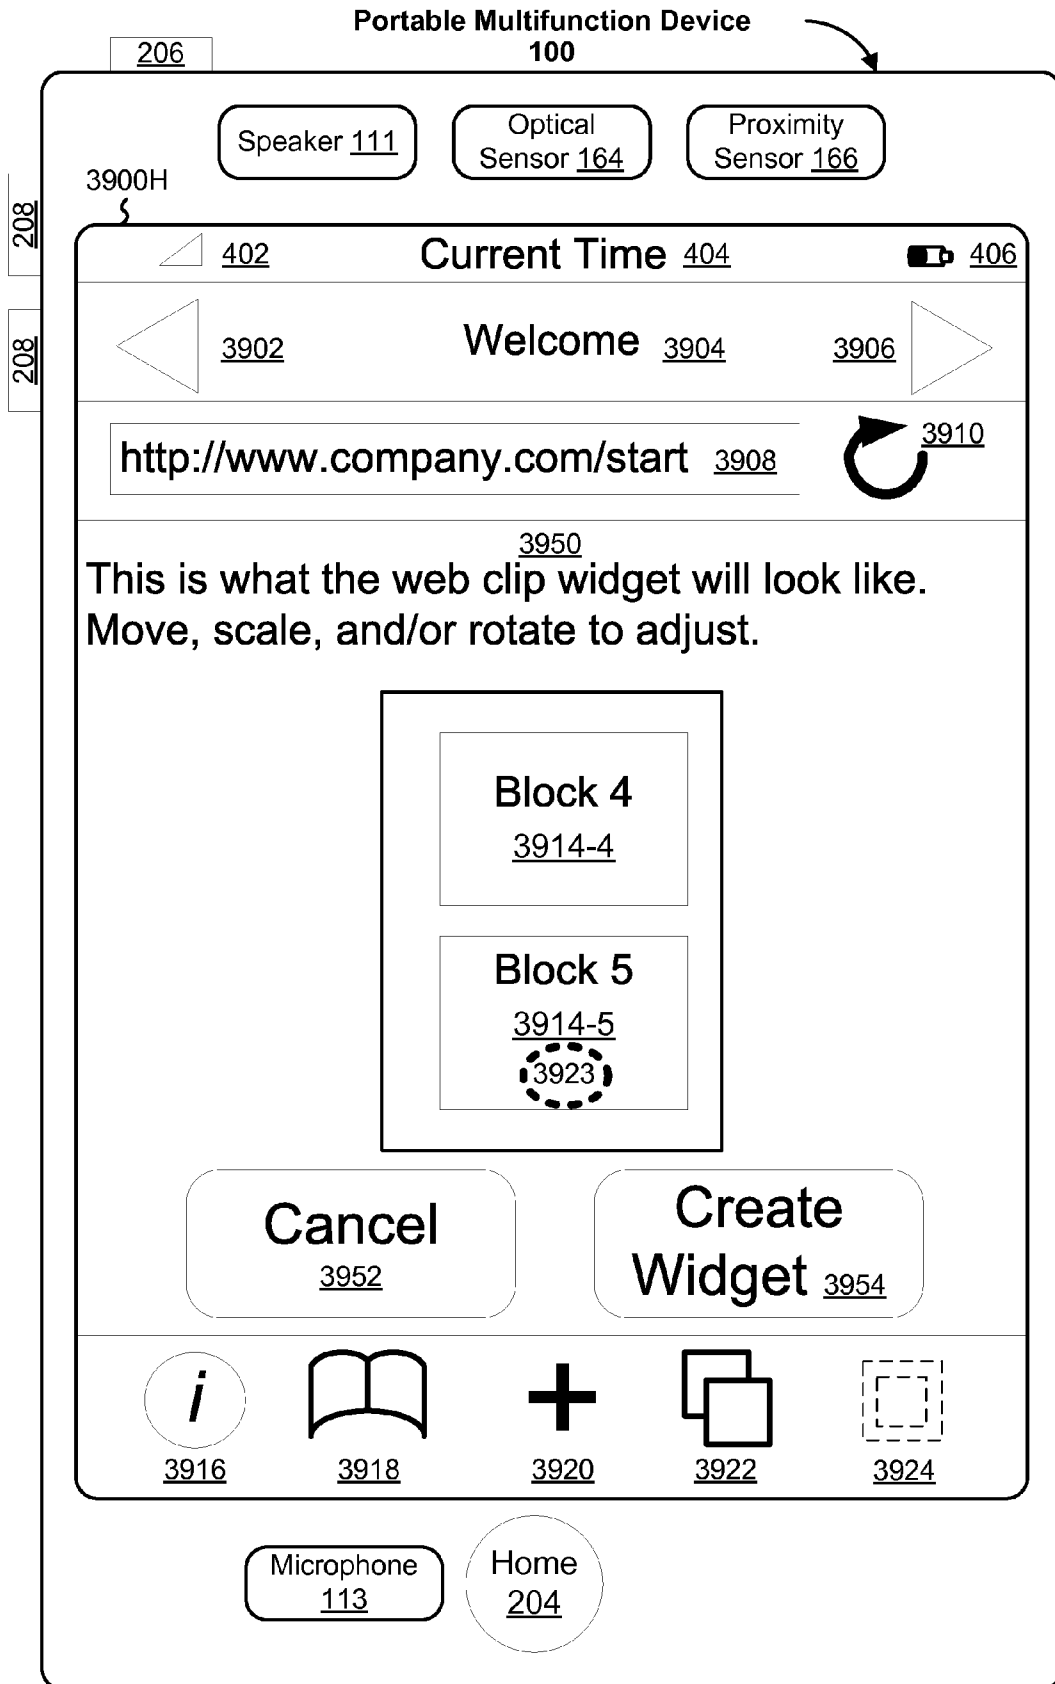 Portable Multifunction Device
100
206
Speaker 111
Optical
Sensor 164
Proximity
Sensor 166
3900H
208
208
402
Current Time 404
406
3902
Welcome 3904
3906
http://www.company.com/start 3908
3910
3950
This is what the web clip widget will look like.
Move, scale, and/or rotate to adjust.
Block 4
3914-4
Block 5
3914-5
3923
Cancel
3952
Create
Widget 3954
i
3916
3918
3920
3922
3924
Microphone
113
Home
204